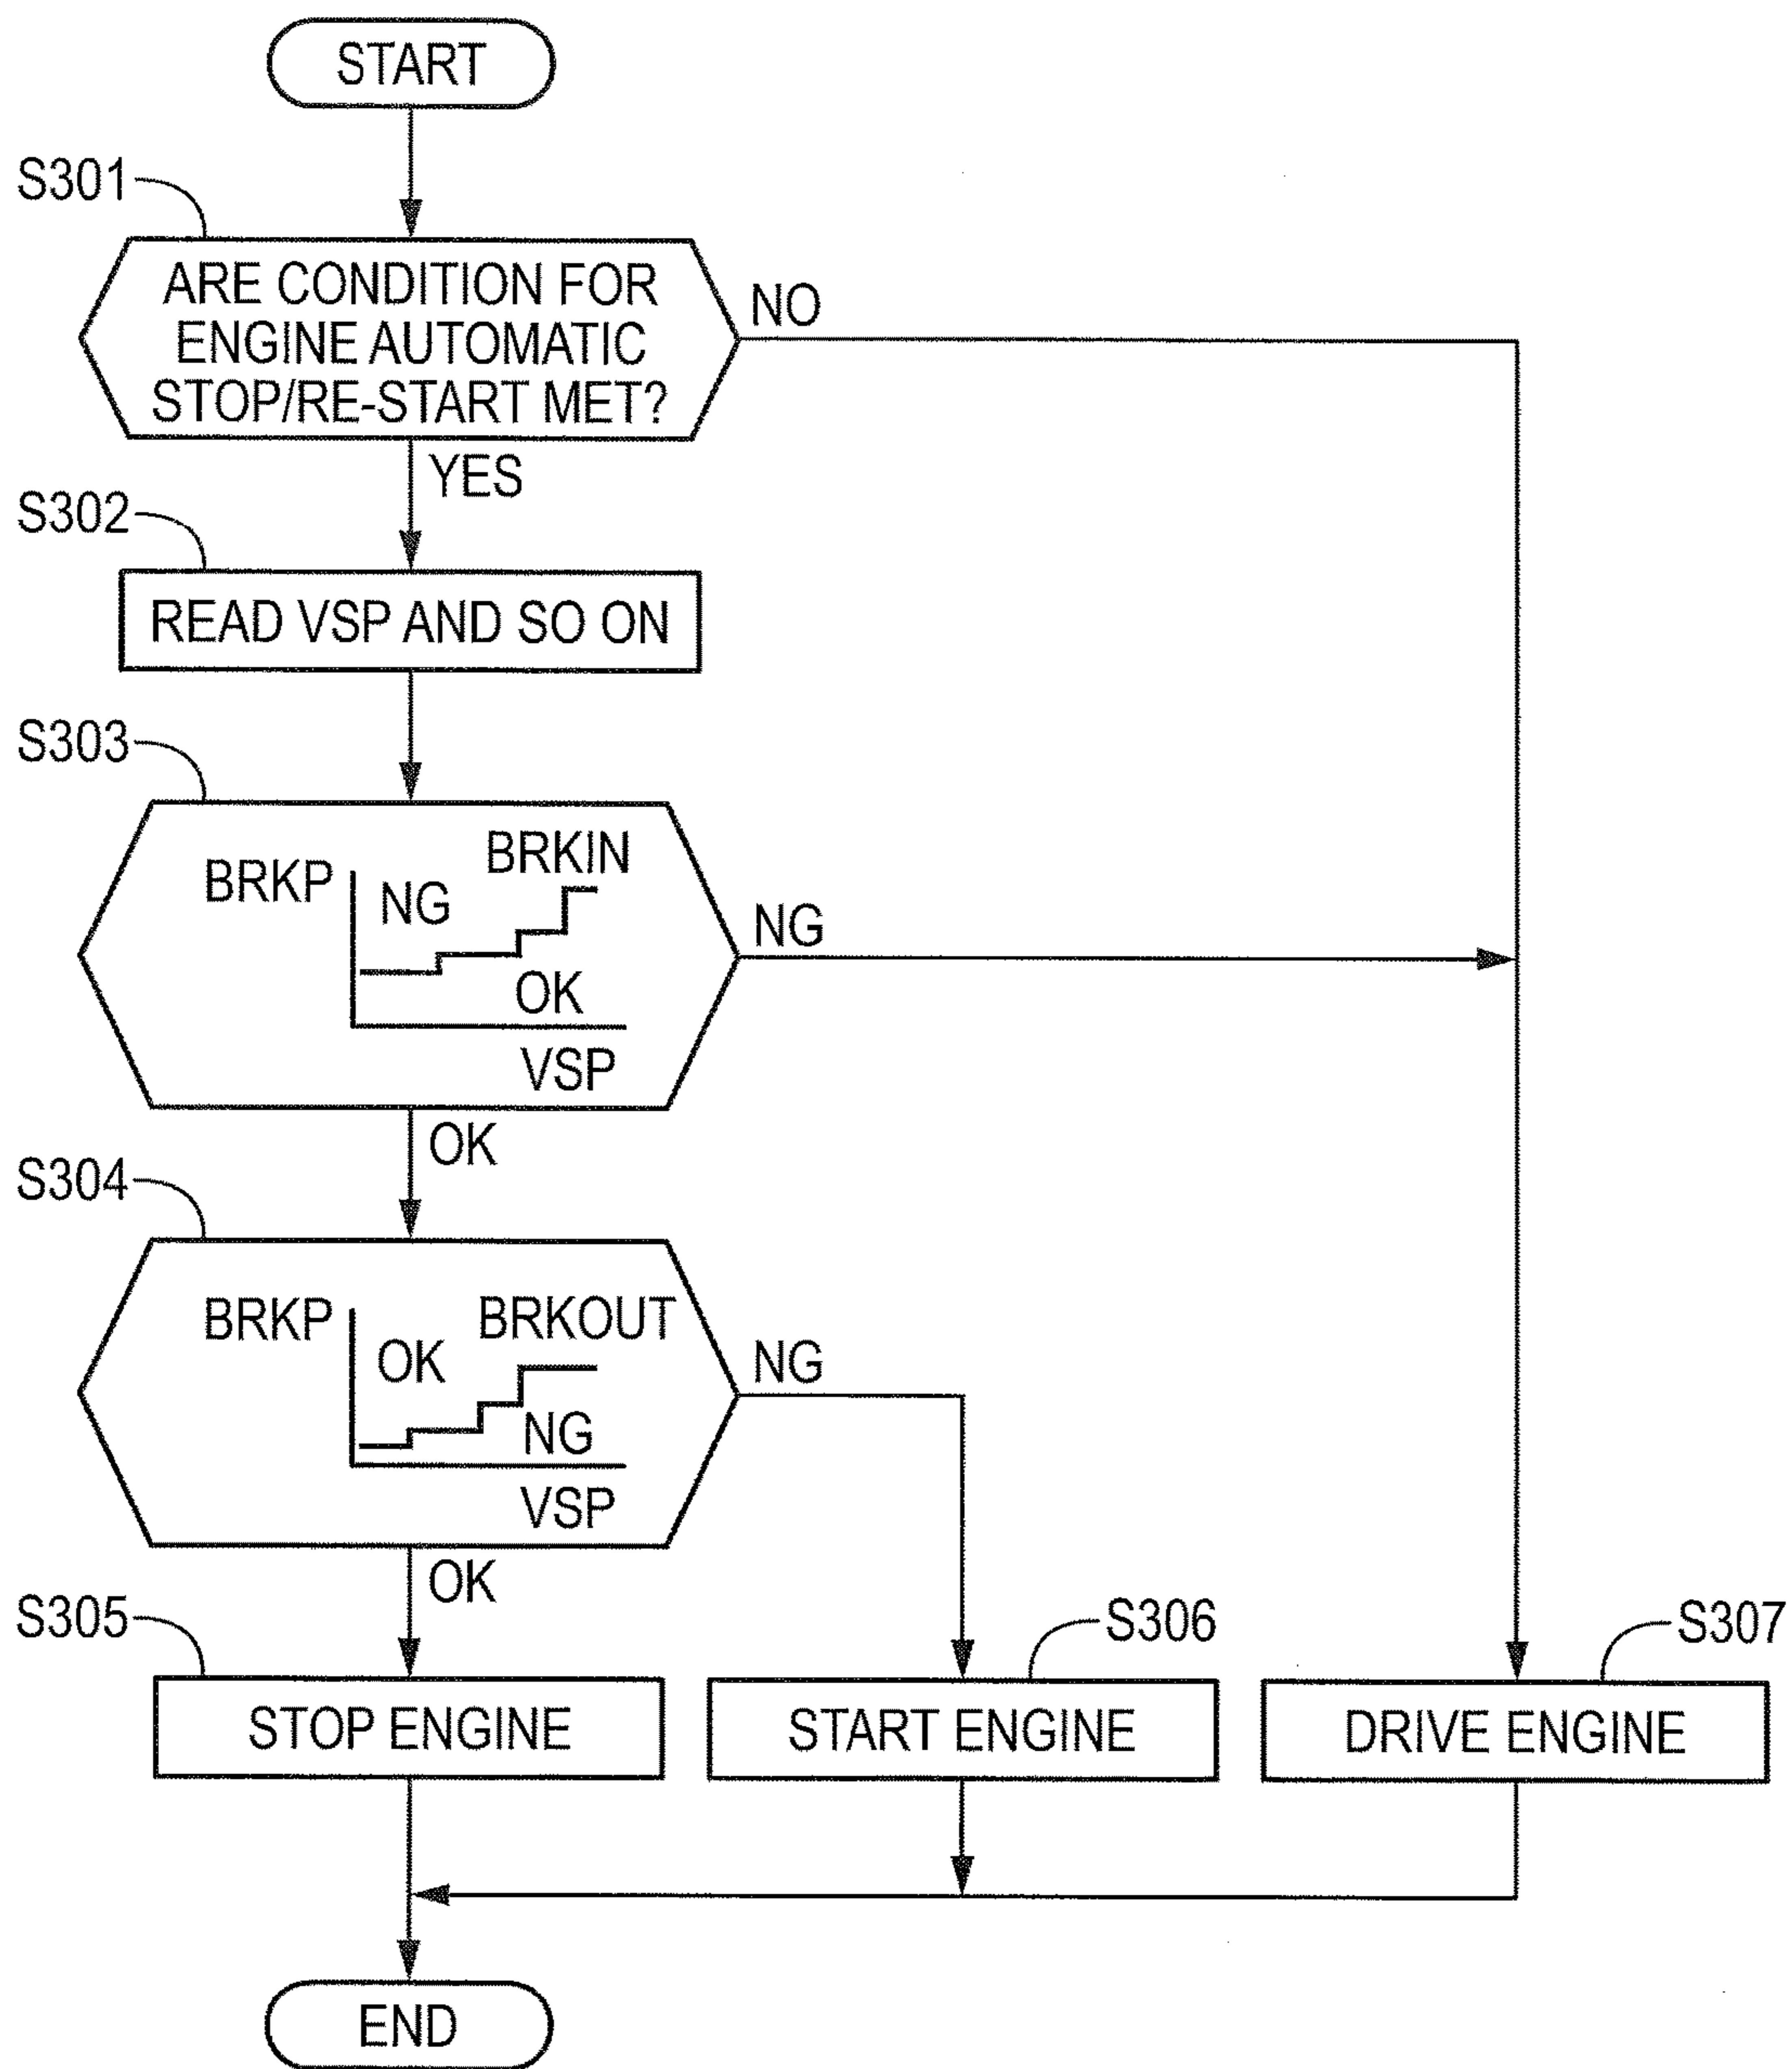 START
S301
ARE CONDITION FOR
ENGINE AUTOMATIC
STOP/RE-START MET?
NO
YES
S302
READ VSP AND SO ON
S303
BRKP
NG
BRKIN
OK
VSP
NG
OK
S304
BRKP
OK
BRKOUT
NG
VSP
NG
OK
S305
STOP ENGINE
S306
START ENGINE
S307
DRIVE ENGINE
END